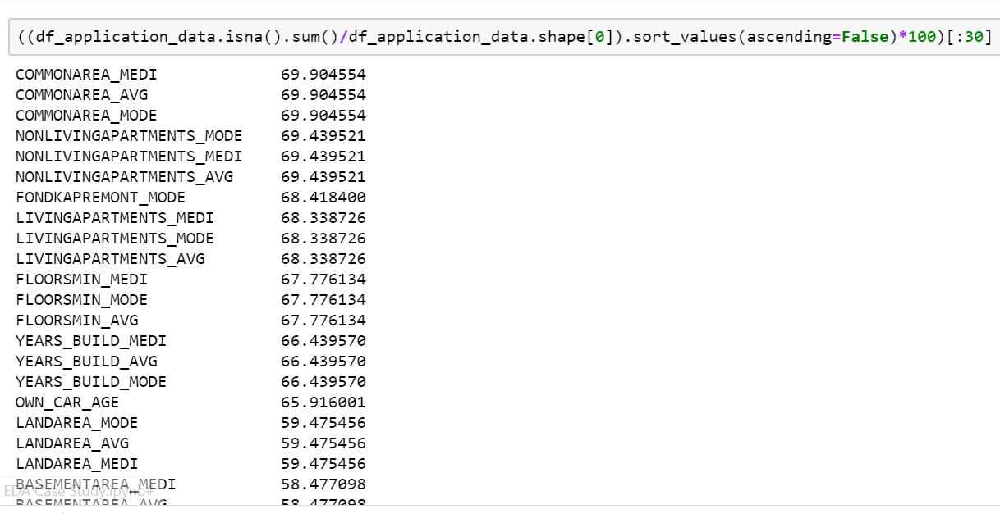 ((df_application_data.isna().sum()/df_application_data.shape[0]).sort_values(ascending=False)*100)[:30]
COMMONAREA_MEDI 69.904554
COMMONAREA_AVG 69.904554
COMMONAREA_MODE 69.904554
NONLIVINGAPARTMENTS_MODE 69.439521
NONLIVINGAPARTMENTS_MEDI 69.439521
NONLIVINGAPARTMENTS_AVG 69.439521
FONDKAPREMONT_MODE 68.418400
LIVINGAPARTMENTS_MEDI 68.338726
LIVINGAPARTMENTS_MODE 68.338726
LIVINGAPARTMENTS_AVG 68.338726
FLOORSMIN_MEDI 67.776134
FLOORSMIN_MODE 67.776134
FLOORSMIN_AVG 67.776134
YEARS_BUILD_MEDI 66.439570
YEARS_BUILD_AVG 66.439570
YEARS_BUILD_MODE 66.439570
OWN_CAR_AGE 65.916001
LANDAREA_MODE 59.475456
LANDAREA_AVG 59.475456
LANDAREA_MEDI 59.475456
BASEMENTAREA_MEDI 58.477098
EDA Case Study.ipynb#
BASEMENTAREA_AVG 58.477098